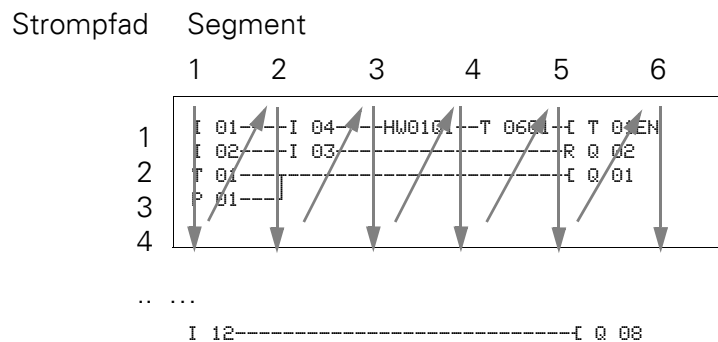 Strompfad Segment
1 2 3 4 5 6
1 I 01----I 04----HW01Q1--T 06Q1-[ T 04EN
2 I 02----I 03-------------------R Q 02
3 T 01---------------------------[ Q 01
4 P 01---
.. ...
I 12----------------------------[ Q 08